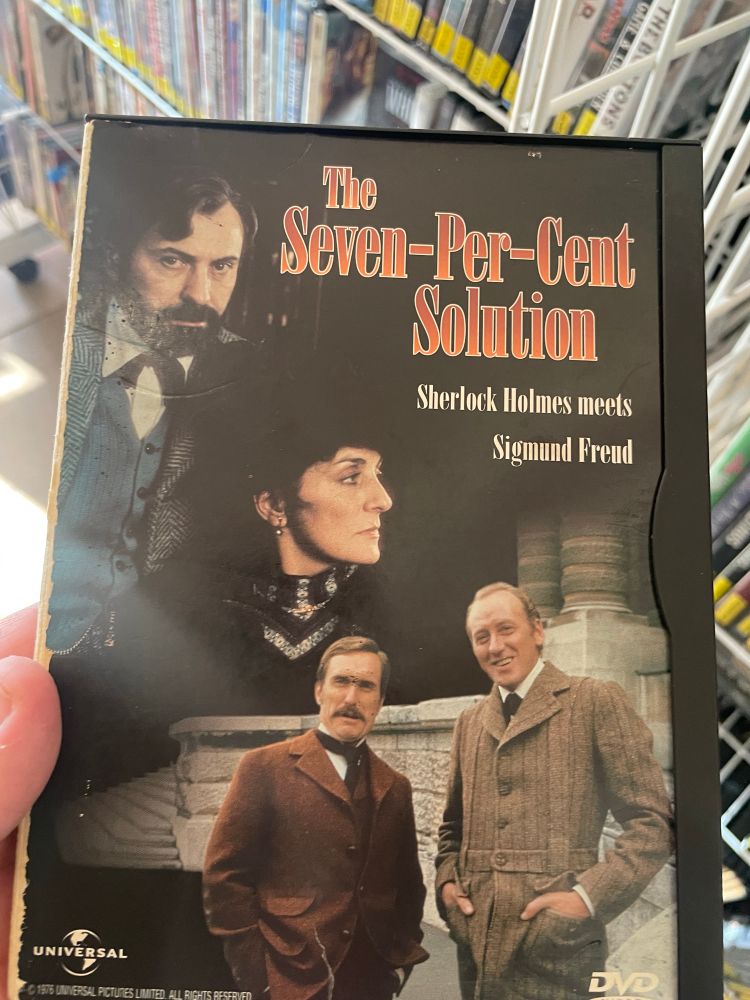 The
Seven-Per-Cent
Solution
Sherlock Holmes meets
Sigmund Freud
UNIVERSAL
© 1976 UNIVERSAL PICTURES LIMITED. ALL RIGHTS RESERVED
DVD
VIDEO